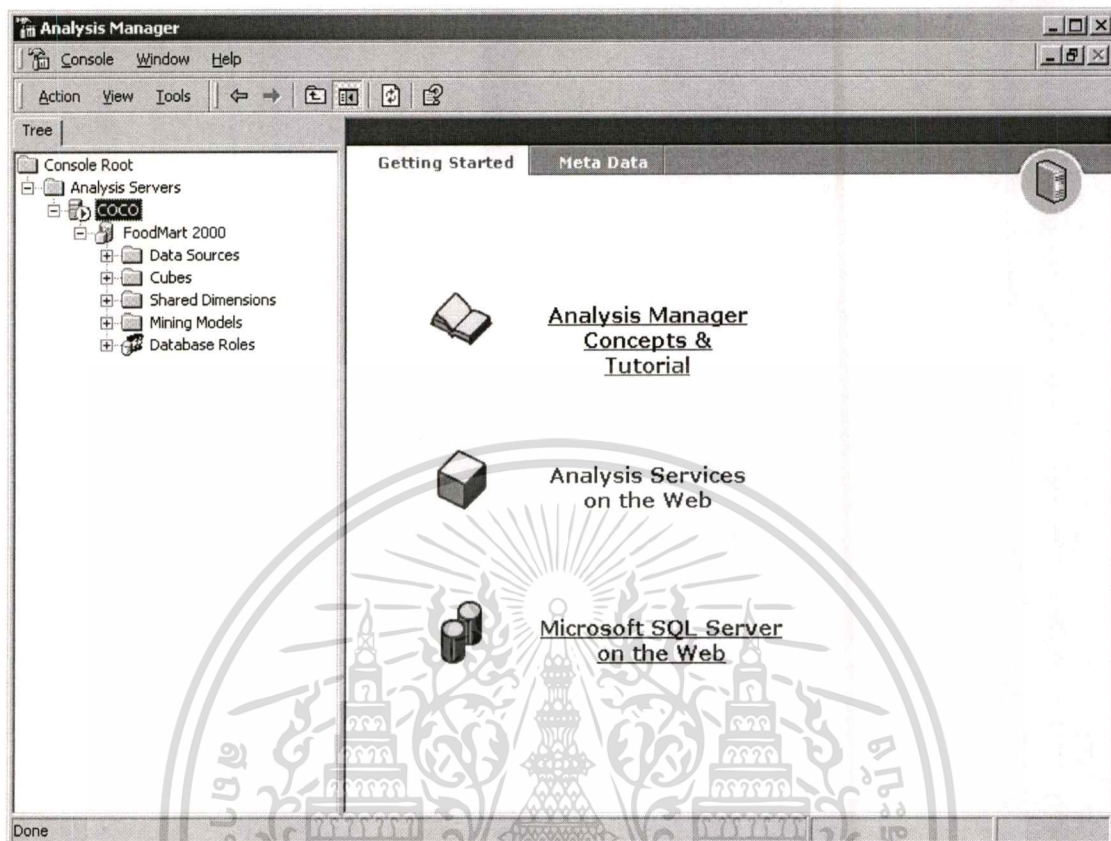 Analysis Manager
Console Window Help
Action View Tools
Tree
Console Root
Analysis Servers
COCO
FoodMart 2000
Data Sources
Cubes
Shared Dimensions
Mining Models
Database Roles
Getting Started Meta Data
Analysis Manager
Concepts &
Tutorial
Analysis Services
on the Web
Microsoft SQL Server
on the Web
Done